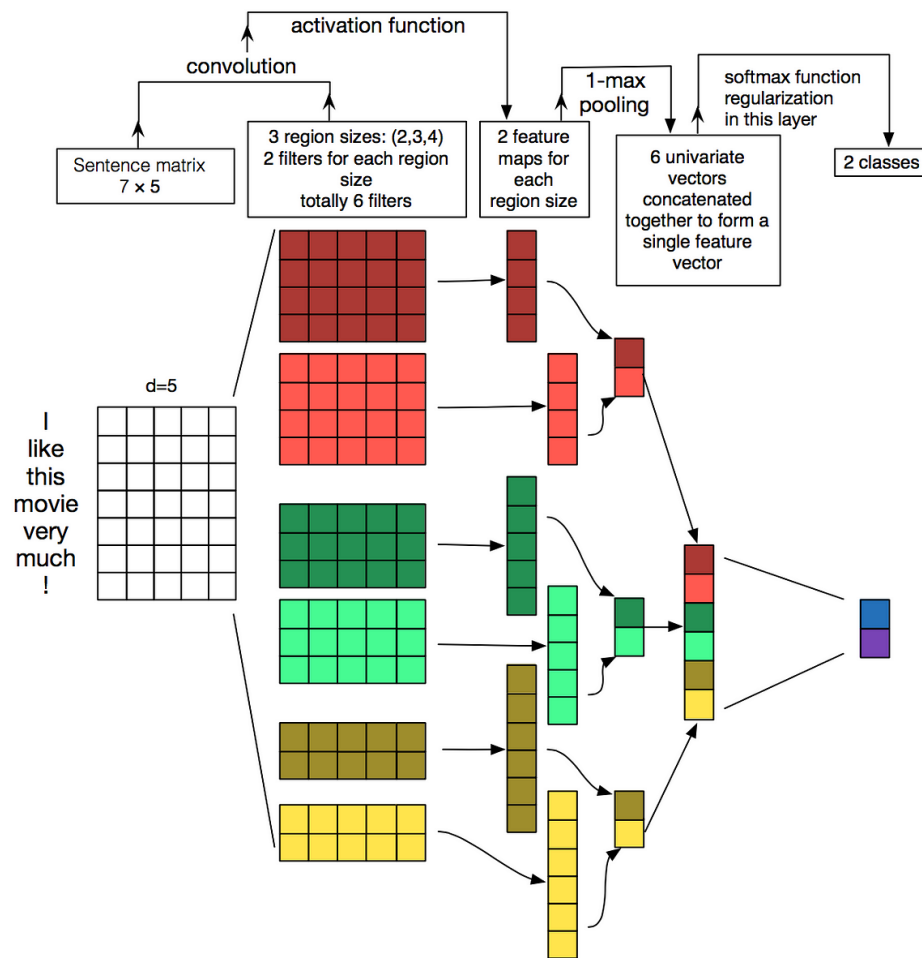 activation function
convolution
1-max
pooling
softmax function
regularization
in this layer
Sentence matrix
7 × 5
3 region sizes: (2,3,4)
2 filters for each region
size
totally 6 filters
2 feature
maps for
each
region size
6 univariate
vectors
concatenated
together to form a
single feature
vector
2 classes
d=5
I
like
this
movie
very
much
!